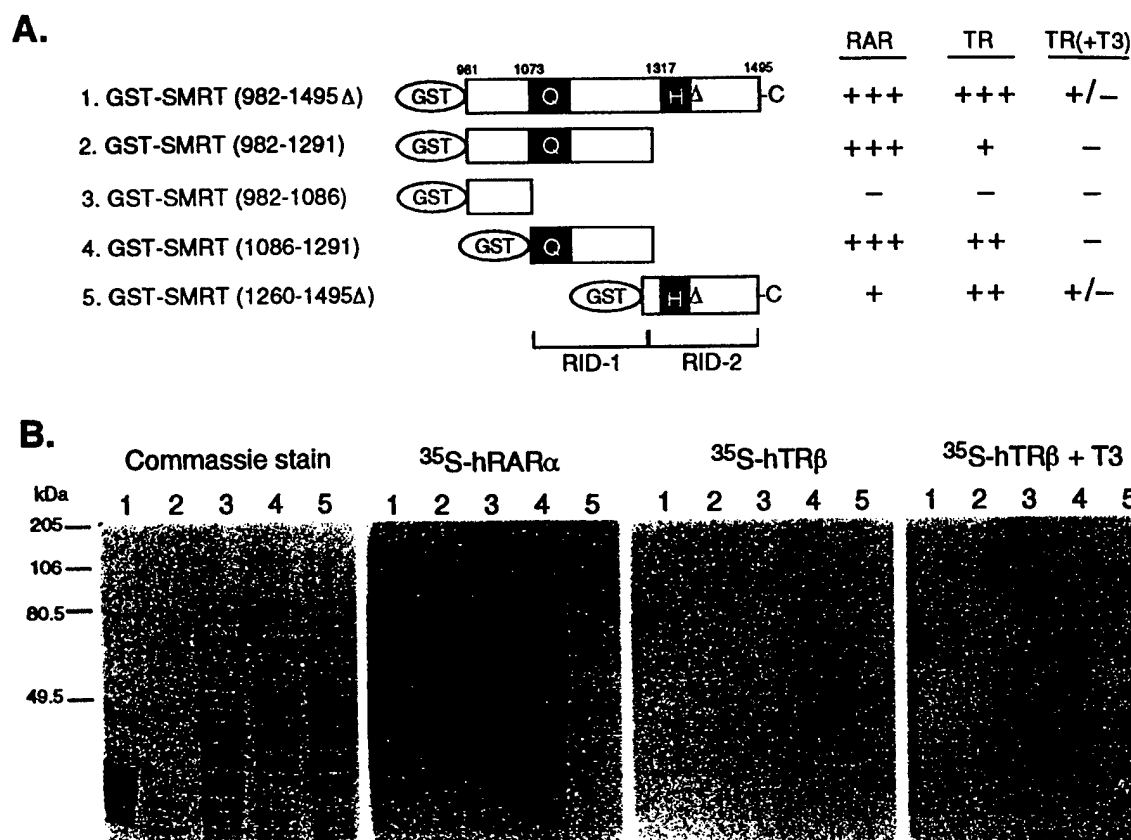 A.
RAR TR TR(+T3)
981 1073 1317 1495
1. GST-SMRT (982-1495Δ) GST Q H Δ -C +++ +++ +/-
2. GST-SMRT (982-1291) GST Q +++ + -
3. GST-SMRT (982-1086) GST - - -
4. GST-SMRT (1086-1291) GST Q +++ ++ -
5. GST-SMRT (1260-1495Δ) GST H Δ -C + ++ +/-
RID-1 RID-2
B.
Commassie stain ³⁵S-hRARα ³⁵S-hTRβ ³⁵S-hTRβ + T3
kDa 1 2 3 4 5 1 2 3 4 5 1 2 3 4 5 1 2 3 4 5
205
106
80.5
49.5